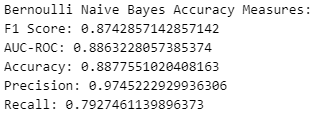 Bernoulli Naive Bayes Accuracy Measures:
F1 Score: 0.8742857142857142
AUC-ROC: 0.8863228057385374
Accuracy: 0.8877551020408163
Precision: 0.9745222929936306
Recall: 0.7927461139896373